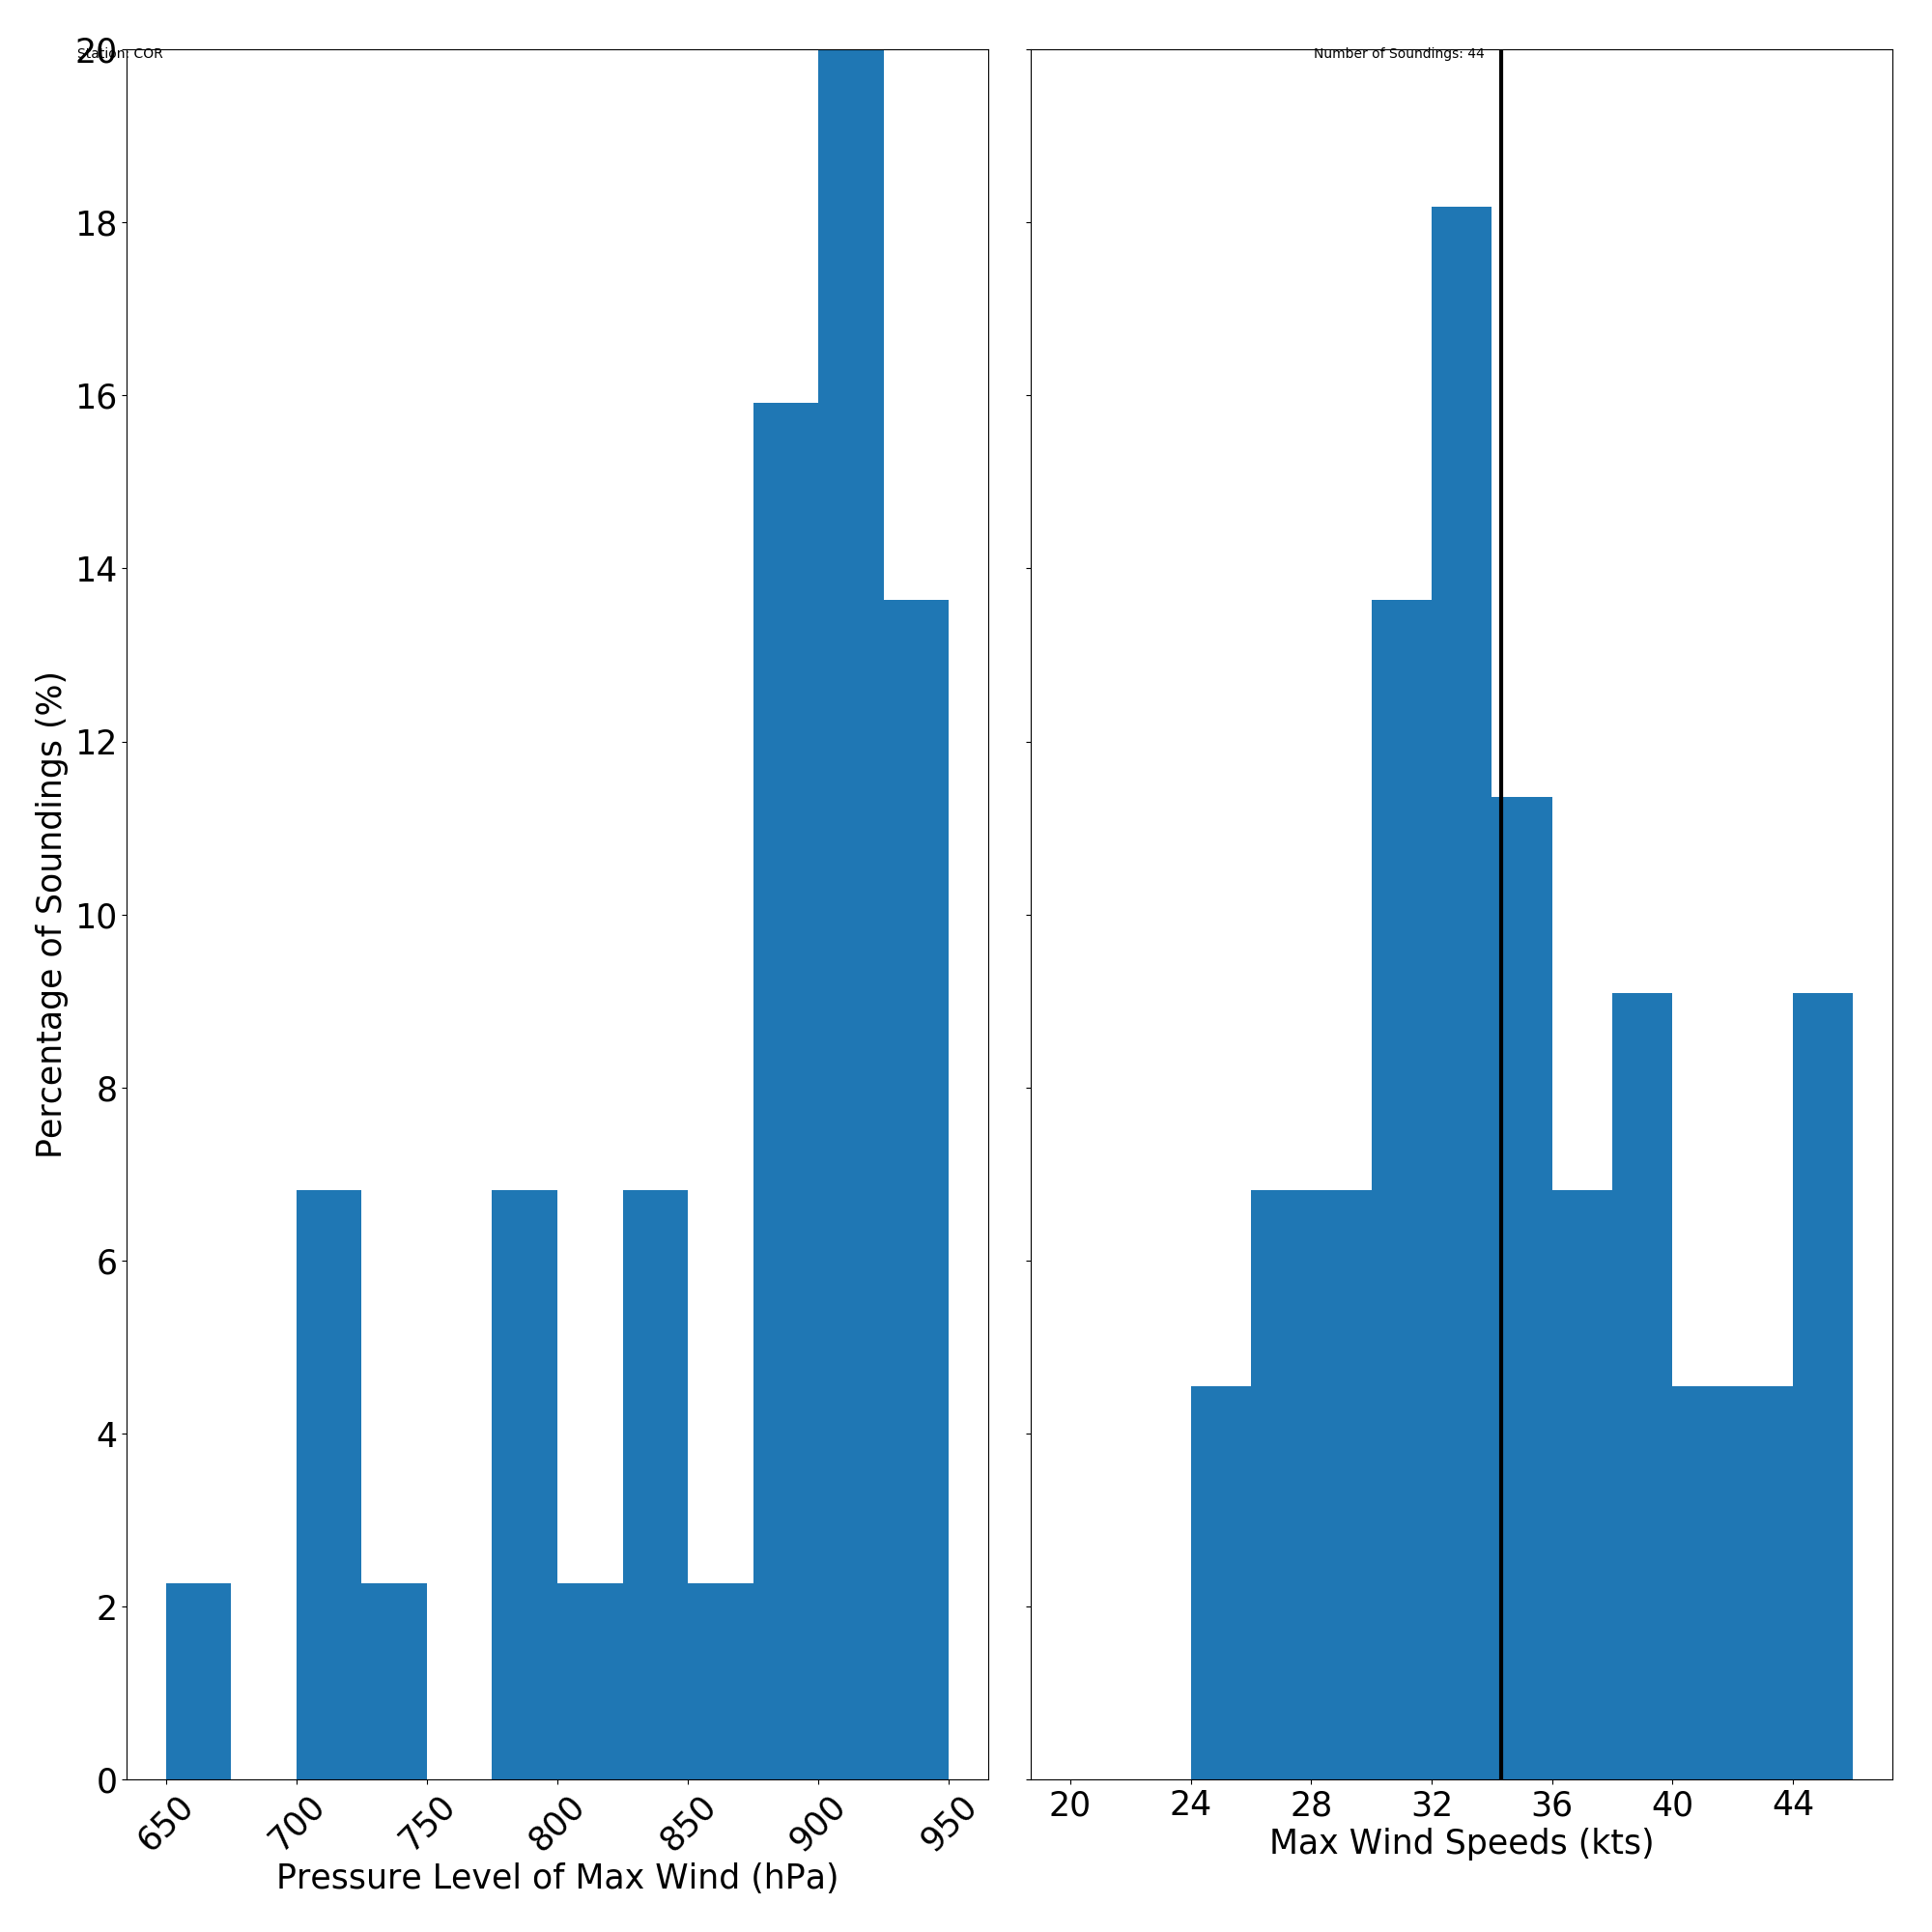 Station: COR
Number of Soundings: 44
Percentage of Soundings (%)
20
18
16
14
12
10
8
6
4
2
0
650 700 750 800 850 900 950
Pressure Level of Max Wind (hPa)
20 24 28 32 36 40 44
Max Wind Speeds (kts)